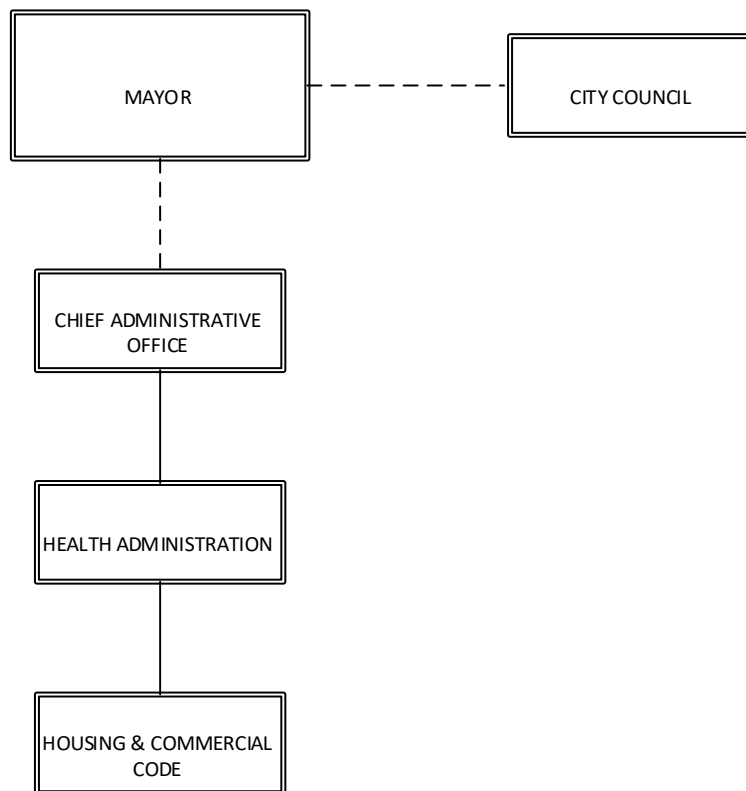 MAYOR
CITY COUNCIL
CHIEF ADMINISTRATIVE
OFFICE
HEALTH ADMINISTRATION
HOUSING & COMMERCIAL
CODE